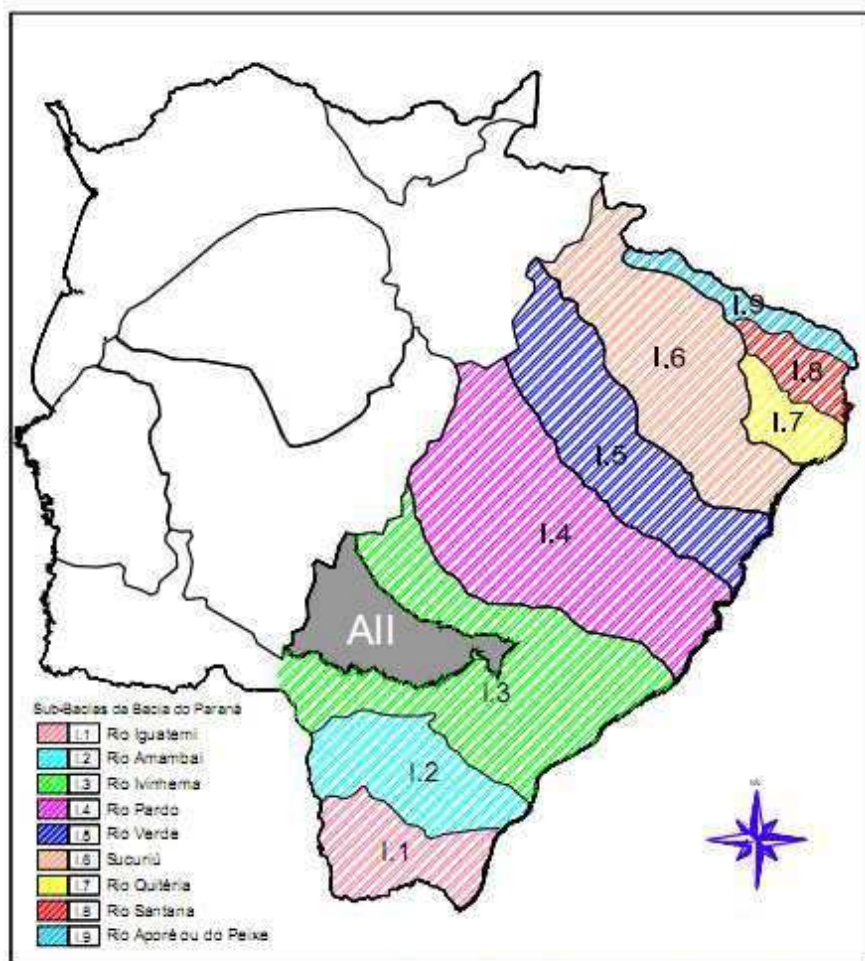 I.9
I.8
I.6
I.7
I.5
I.4
AII
I.3
I.2
I.1
Sub-Bacias da Bacia do Paraná
I.1 Rio Iguatemi
I.2 Rio Amambai
I.3 Rio Ivinhema
I.4 Rio Pardo
I.5 Rio Verde
I.6 Sucuriú
I.7 Rio Quitéria
I.8 Rio Santana
I.9 Rio Aporé ou do Peixe